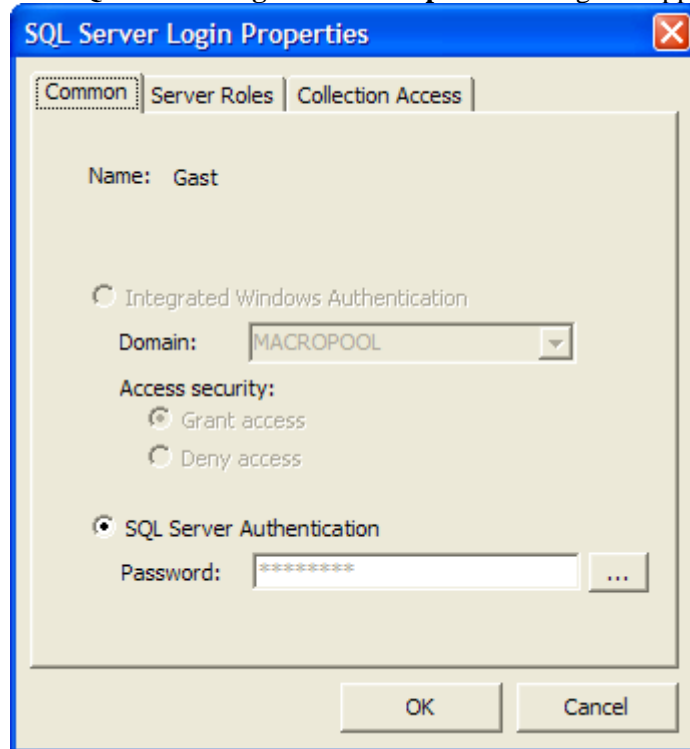 SQL Server Login Properties
Common Server Roles Collection Access
Name: Gast
Integrated Windows Authentication
Domain: MACROPOOL
Access security:
Grant access
Deny access
SQL Server Authentication
Password: ******** ...
OK Cancel